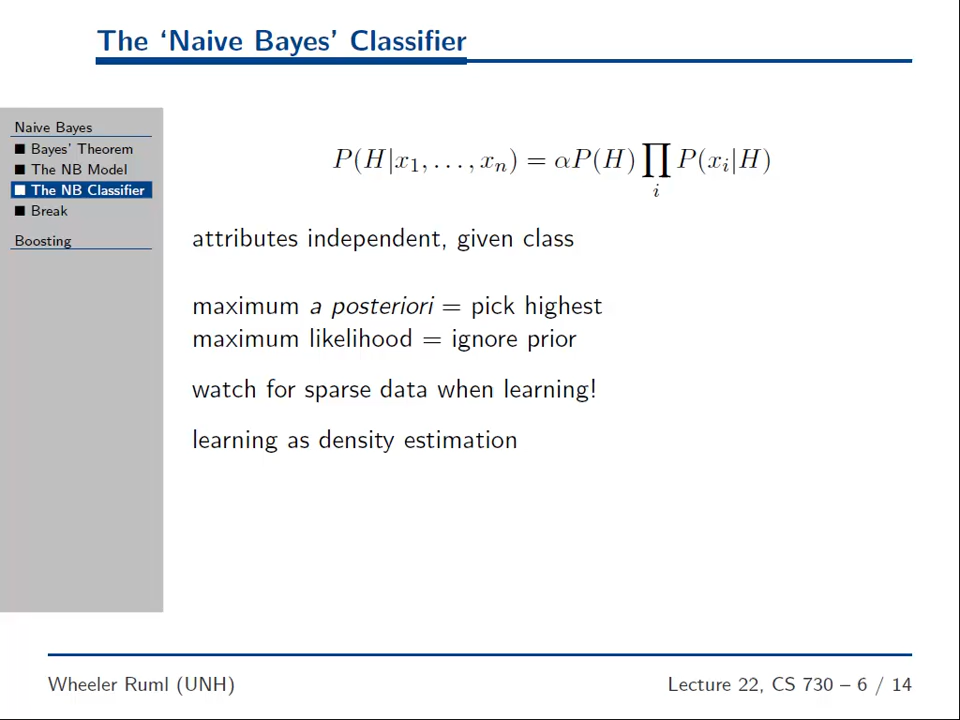 The ‘Naive Bayes’ Classifier
Naive Bayes
■ Bayes’ Theorem
■ The NB Model
■ The NB Classifier
■ Break
Boosting
P(H|x₁, . . . , xₙ) = αP(H) ∏ᵢ P(xᵢ|H)
attributes independent, given class
maximum a posteriori = pick highest
maximum likelihood = ignore prior
watch for sparse data when learning!
learning as density estimation
Wheeler Ruml (UNH)
Lecture 22, CS 730 – 6 / 14